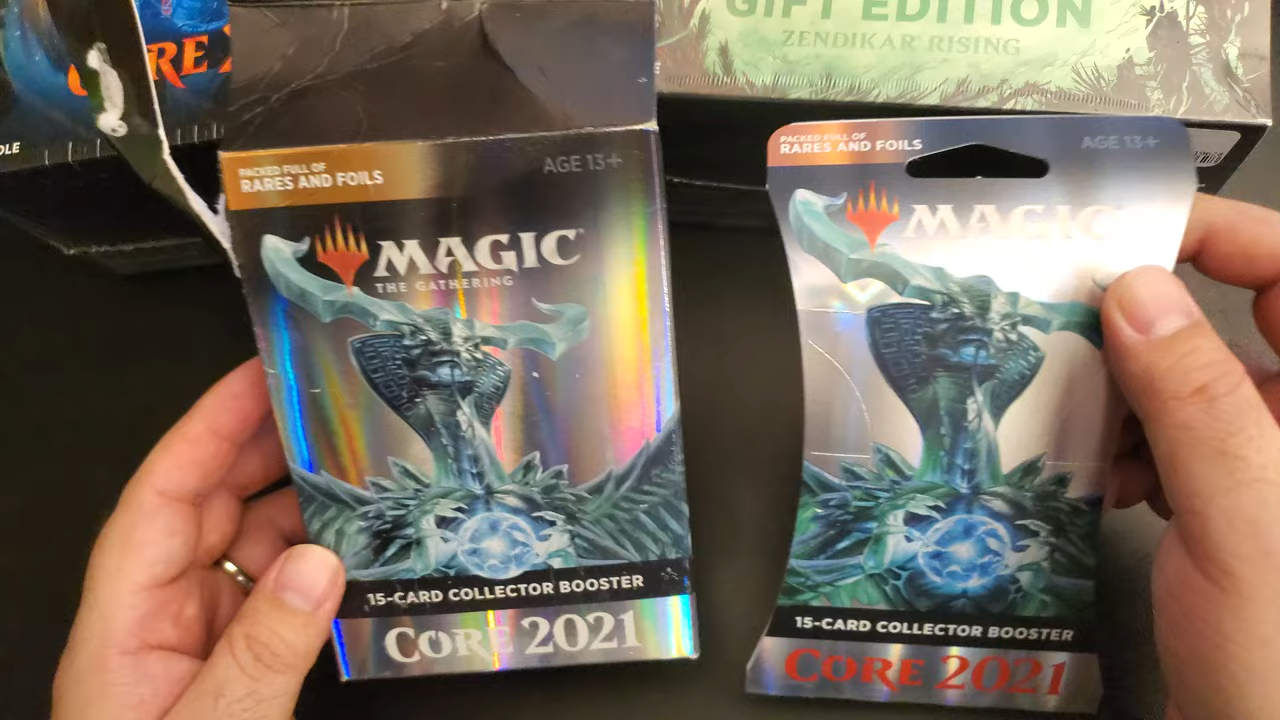 GIFT EDITION
ZENDIKAR RISING
PACKED FULL OF
RARES AND FOILS
AGE 13+
MAGIC
THE GATHERING
15-CARD COLLECTOR BOOSTER
CORE 2021
PACKED FULL OF
RARES AND FOILS
AGE 13+
MAGIC
15-CARD COLLECTOR BOOSTER
CORE 2021